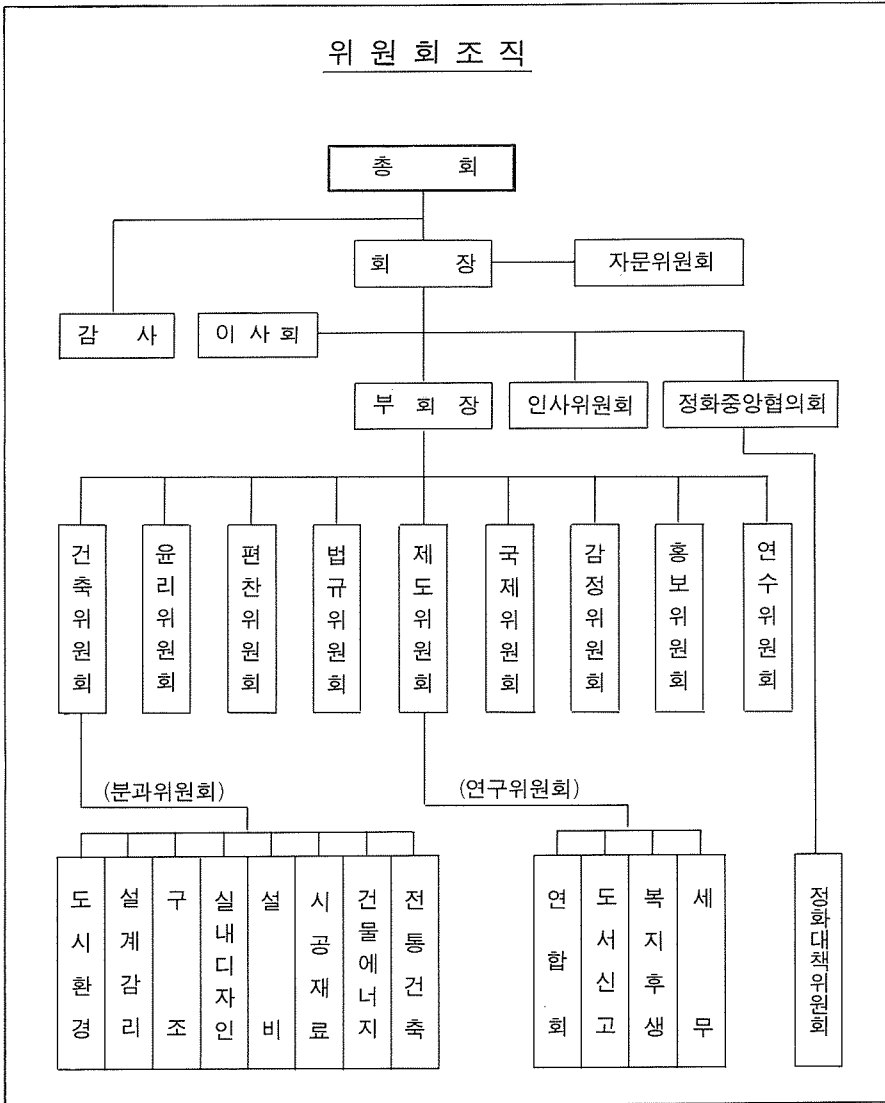 위원회조직
총 회
회 장
자문위원회
감 사
이사회
부회장
인사위원회
정화중앙협의회
건축위원회
윤리위원회
편찬위원회
법규위원회
제도위원회
국제위원회
감정위원회
홍보위원회
연수위원회
(분과위원회)
(연구위원회)
도시환경
설계감리
구조
실내디자인
설비
시공재료
건물에너지
전통건축
연합회
도서신고
복지후생
세무
정화대책위원회